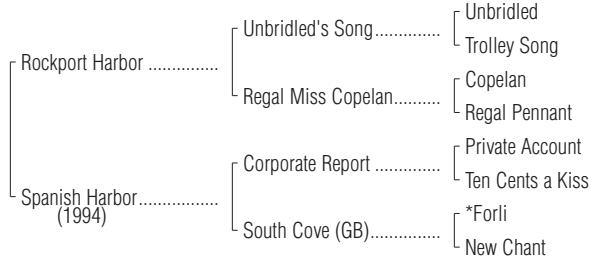 Unbridled
Unbridled's Song..............
Trolley Song
Rockport Harbor ...............
Copelan
Regal Miss Copelan..........
Regal Pennant
Private Account
Corporate Report ..............
Ten Cents a Kiss
Spanish Harbor.................
(1994)
*Forli
South Cove (GB)...............
New Chant